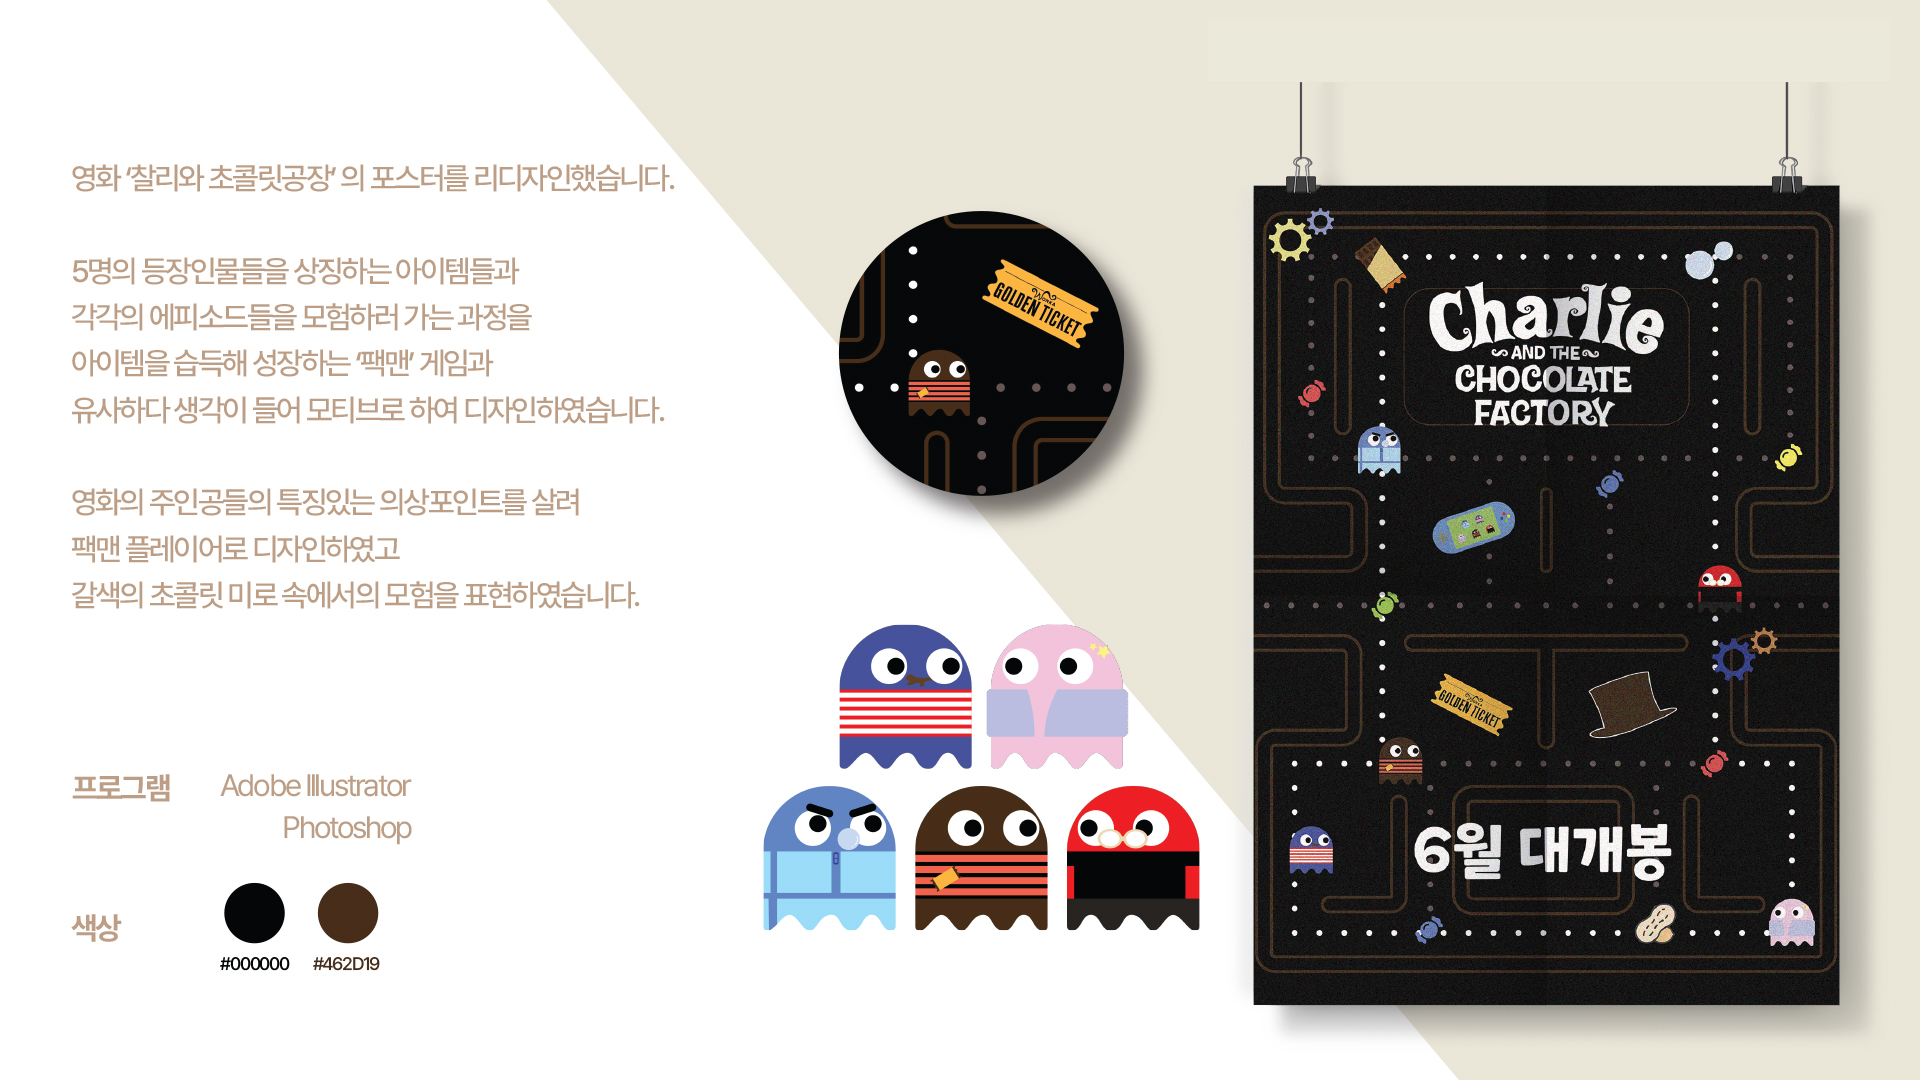 영화 ‘찰리와 초콜릿공장’ 의 포스터를 리디자인했습니다.
5명의 등장인물들을 상징하는 아이템들과
각각의 에피소드들을 모험하러 가는 과정을
아이템을 습득해 성장하는 ‘팩맨’ 게임과
유사하다 생각이 들어 모티브로 하여 디자인하였습니다.
영화의 주인공들의 특징있는 의상포인트를 살려
팩맨 플레이어로 디자인하였고
갈색의 초콜릿 미로 속에서의 모험을 표현하였습니다.
프로그램
Adobe Illustrator
Photoshop
색상
#000000
#462D19
WONKA
GOLDEN TICKET
Charlie
AND THE
CHOCOLATE
FACTORY
GOLDEN TICKET
6월 대개봉